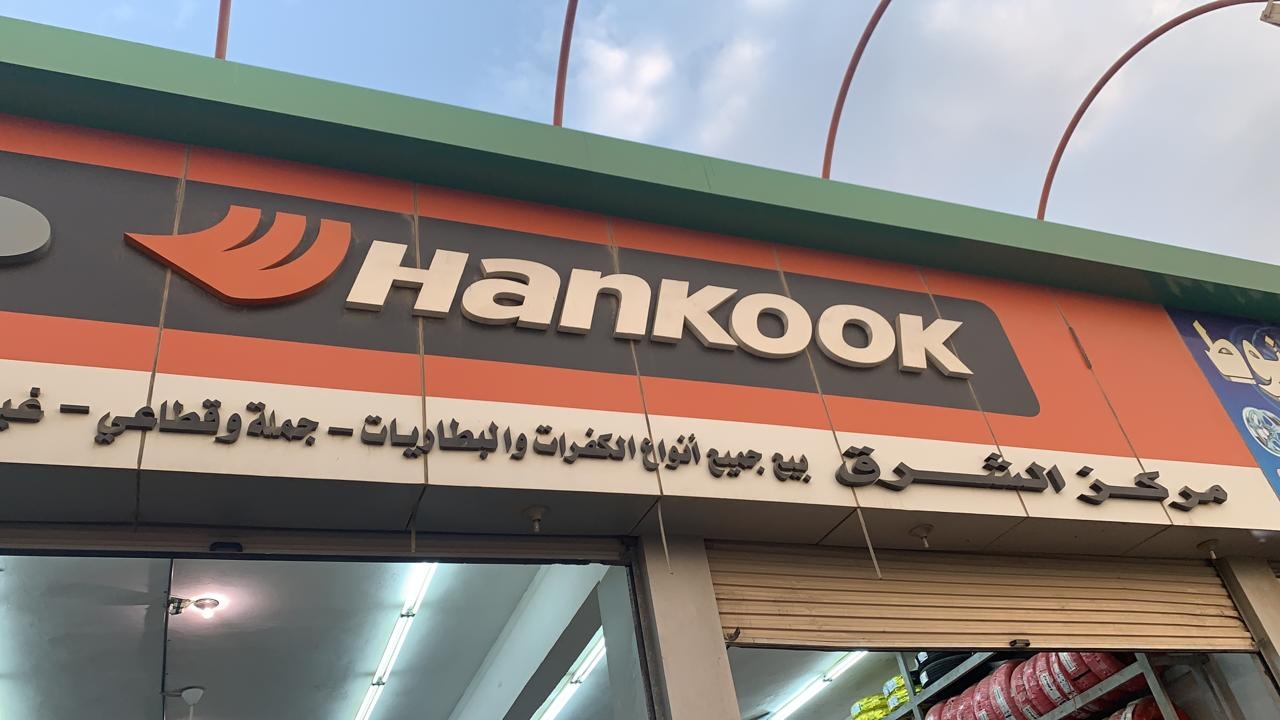 Hankook
مركز الشرق بيع جميع أنواع الكفرات والبطاريات - جملة وقطاعي -